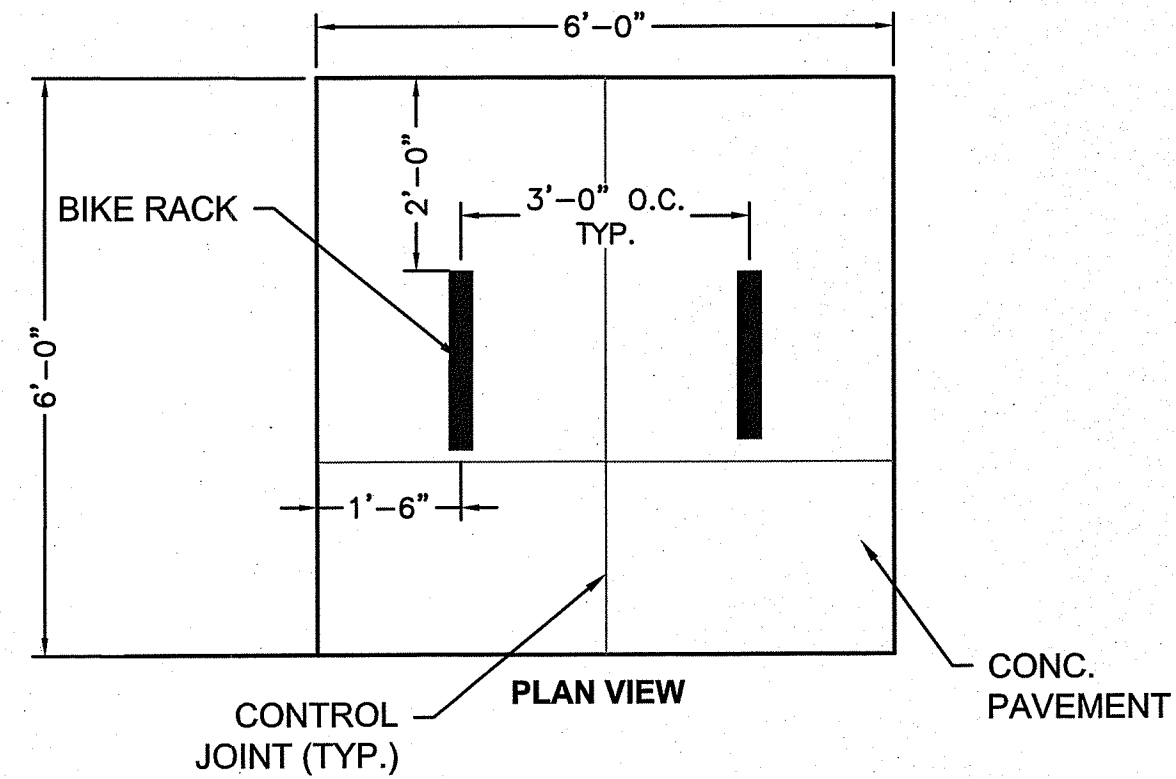 6'-0"
2'-0"
BIKE RACK
3'-0" O.C.
TYP.
6'-0"
1'-6"
CONC.
PAVEMENT
PLAN VIEW
CONTROL
JOINT (TYP.)